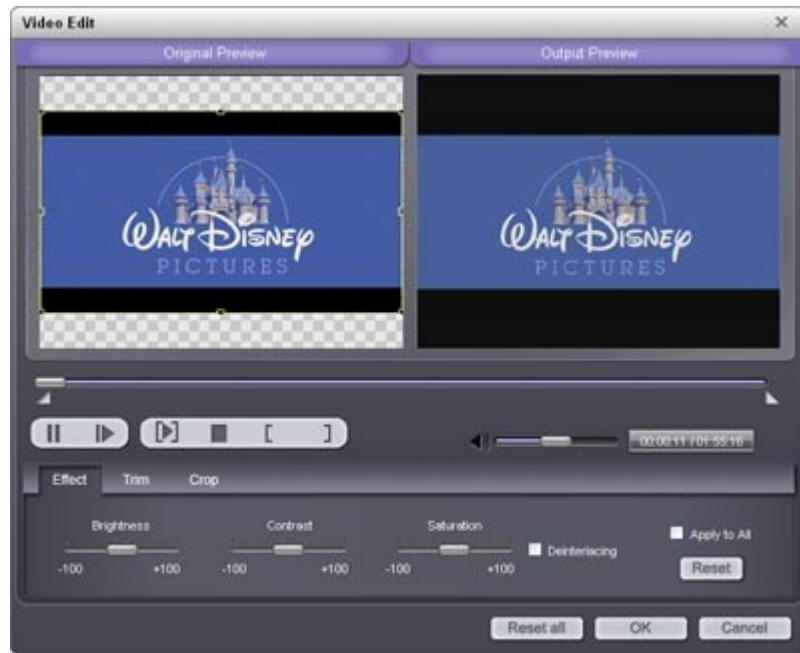 Video Edit
Original Preview
Output Preview
WALT DISNEY
PICTURES
WALT DISNEY
PICTURES
00:00:11 / 01:55:16
Effect
Trim
Crop
Brightness
Contrast
Saturation
-100
+100
-100
+100
-100
+100
Deinterlacing
Apply to All
Reset
Reset all
OK
Cancel